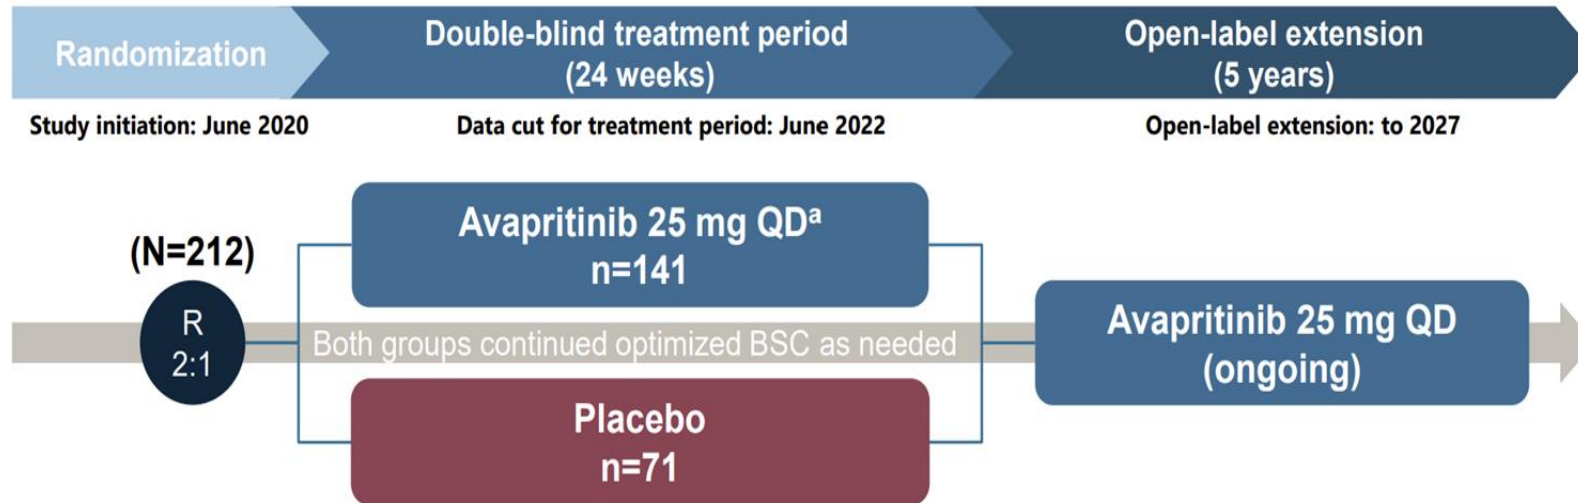 Randomization
Double-blind treatment period
(24 weeks)
Open-label extension
(5 years)
Study initiation: June 2020
Data cut for treatment period: June 2022
Open-label extension: to 2027
(N=212)
R
2:1
Avapritinib 25 mg QDᵃ
n=141
Both groups continued optimized BSC as needed
Placebo
n=71
Avapritinib 25 mg QD
(ongoing)